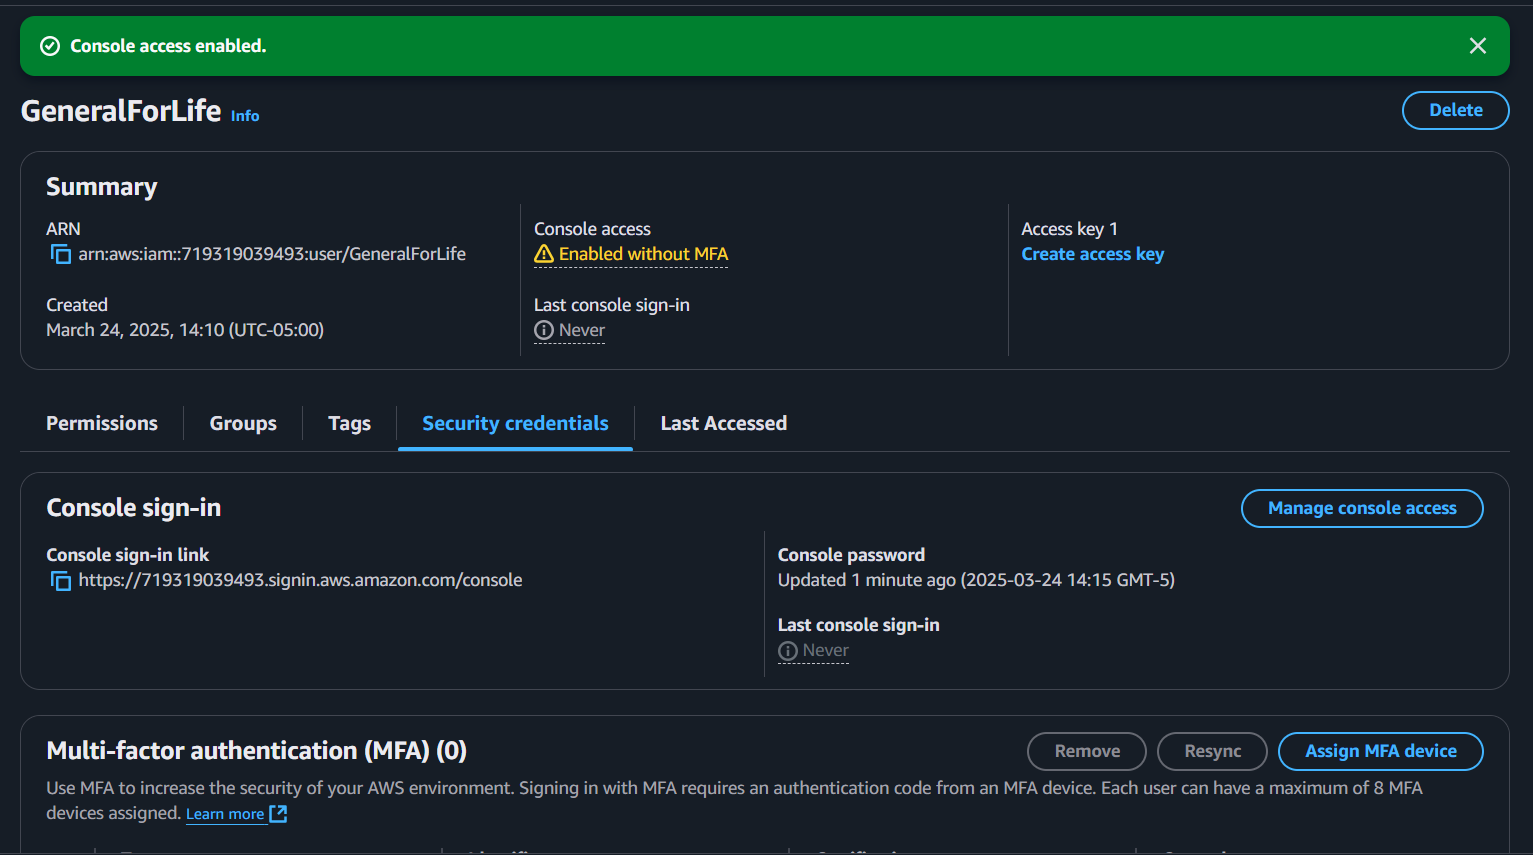 Console access enabled.
GeneralForLife Info
Delete
Summary
ARN
arn:aws:iam::719319039493:user/GeneralForLife
Created
March 24, 2025, 14:10 (UTC-05:00)
Console access
Enabled without MFA
Last console sign-in
Never
Access key 1
Create access key
Permissions
Groups
Tags
Security credentials
Last Accessed
Console sign-in
Manage console access
Console sign-in link
https://719319039493.signin.aws.amazon.com/console
Console password
Updated 1 minute ago (2025-03-24 14:15 GMT-5)
Last console sign-in
Never
Multi-factor authentication (MFA) (0)
Remove
Resync
Assign MFA device
Use MFA to increase the security of your AWS environment. Signing in with MFA requires an authentication code from an MFA device. Each user can have a maximum of 8 MFA
devices assigned. Learn more